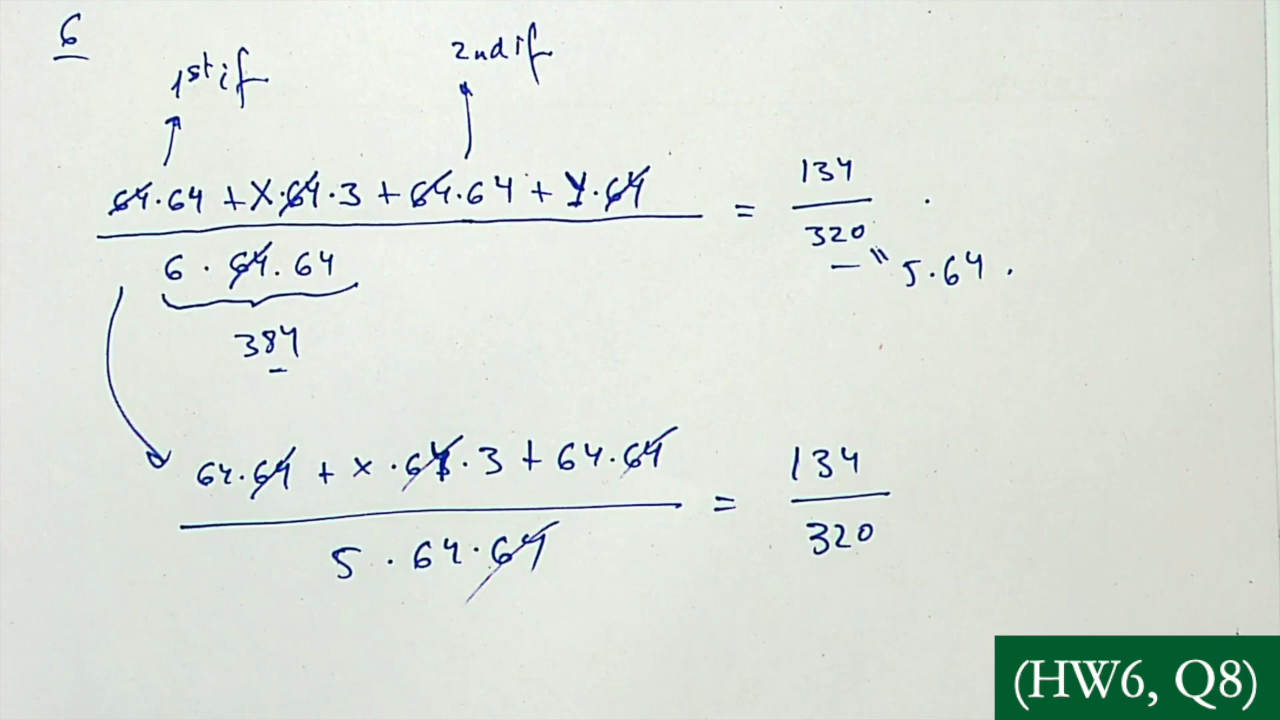 6
1st if
2nd if
64.64 + X.64.3 + 64.64 + Y.64 = 134
6 . 64.64 320 .
384 " 5.64 .
64.64 + x.64.3 + 64.64 = 134
5 . 64.64 320
(HW6, Q8)